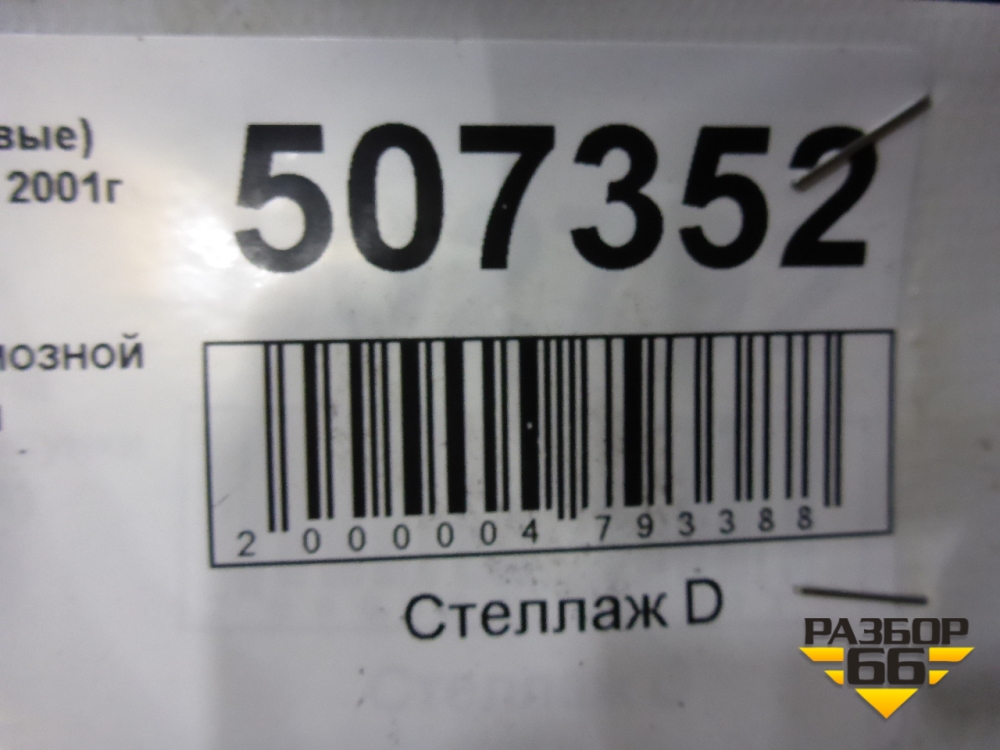 вые)
2001г
507352
мозной
2 000004 793388
Стеллаж D
РАЗБОР
66